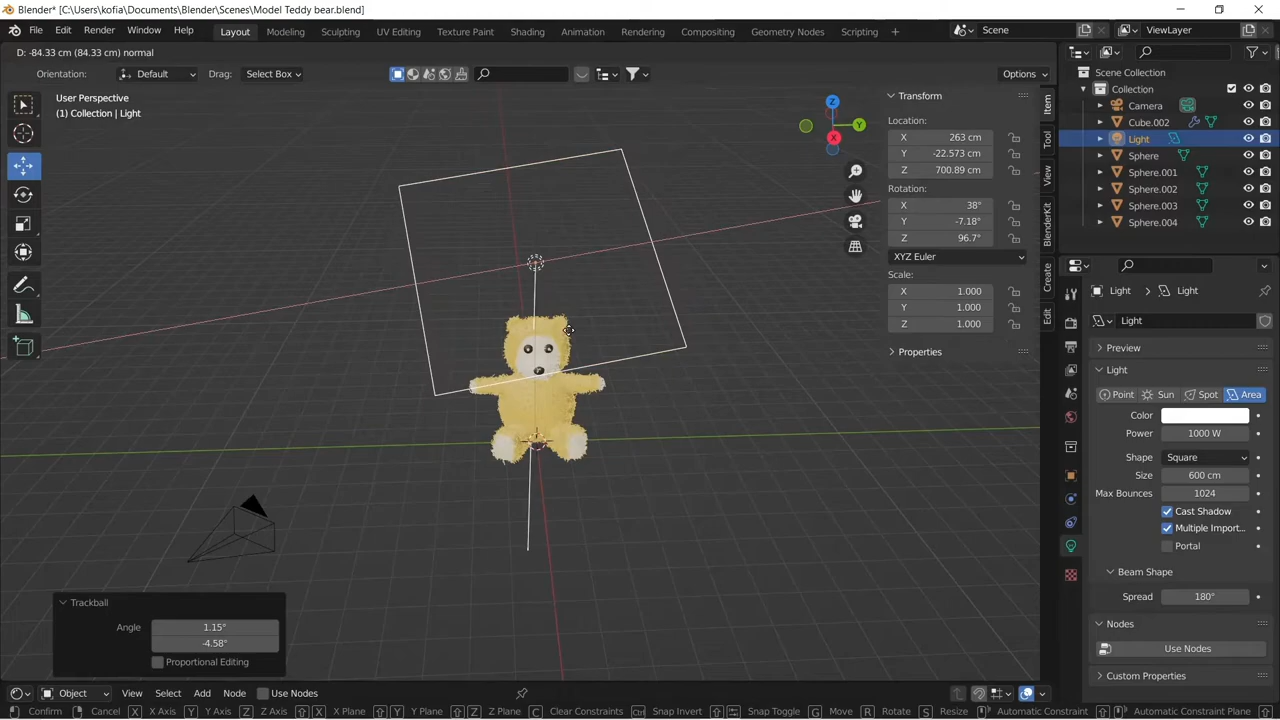 Blender* [C:\Users\kofia\Documents\Blender\Scenes\Model Teddy bear.blend]
File Edit Render Window Help Layout Modeling Sculpting UV Editing Texture Paint Shading Animation Rendering Compositing Geometry Nodes Scripting + Scene ViewLayer
D: -84.33 cm (84.33 cm) normal
Orientation: Default Drag: Select Box Options
User Perspective
(1) Collection | Light
Z
Y
X
Transform
Location:
X 263 cm
Y -22.573 cm
Z 700.89 cm
Rotation:
X 38°
Y -7.18°
Z 96.7°
XYZ Euler
Scale:
X 1.000
Y 1.000
Z 1.000
Properties
Item
Tool
View
BlenderKit
Create
Edit
Scene Collection
Collection
Camera
Cube.002
Light
Sphere
Sphere.001
Sphere.002
Sphere.003
Sphere.004
Light Light
Light
Preview
Light
Point Sun Spot Area
Color
Power 1000 W
Shape Square
Size 600 cm
Max Bounces 1024
Cast Shadow
Multiple Impor...
Portal
Beam Shape
Spread 180°
Nodes
Use Nodes
Custom Properties
Trackball
Angle 1.15°
-4.58°
Proportional Editing
Object View Select Add Node Use Nodes
Confirm Cancel X X Axis Y Y Axis Z Z Axis X X Plane Y Y Plane Z Z Plane C Clear Constraints Snap Invert Snap Toggle G Move R Rotate S Resize Automatic Constraint Automatic Constraint Plane